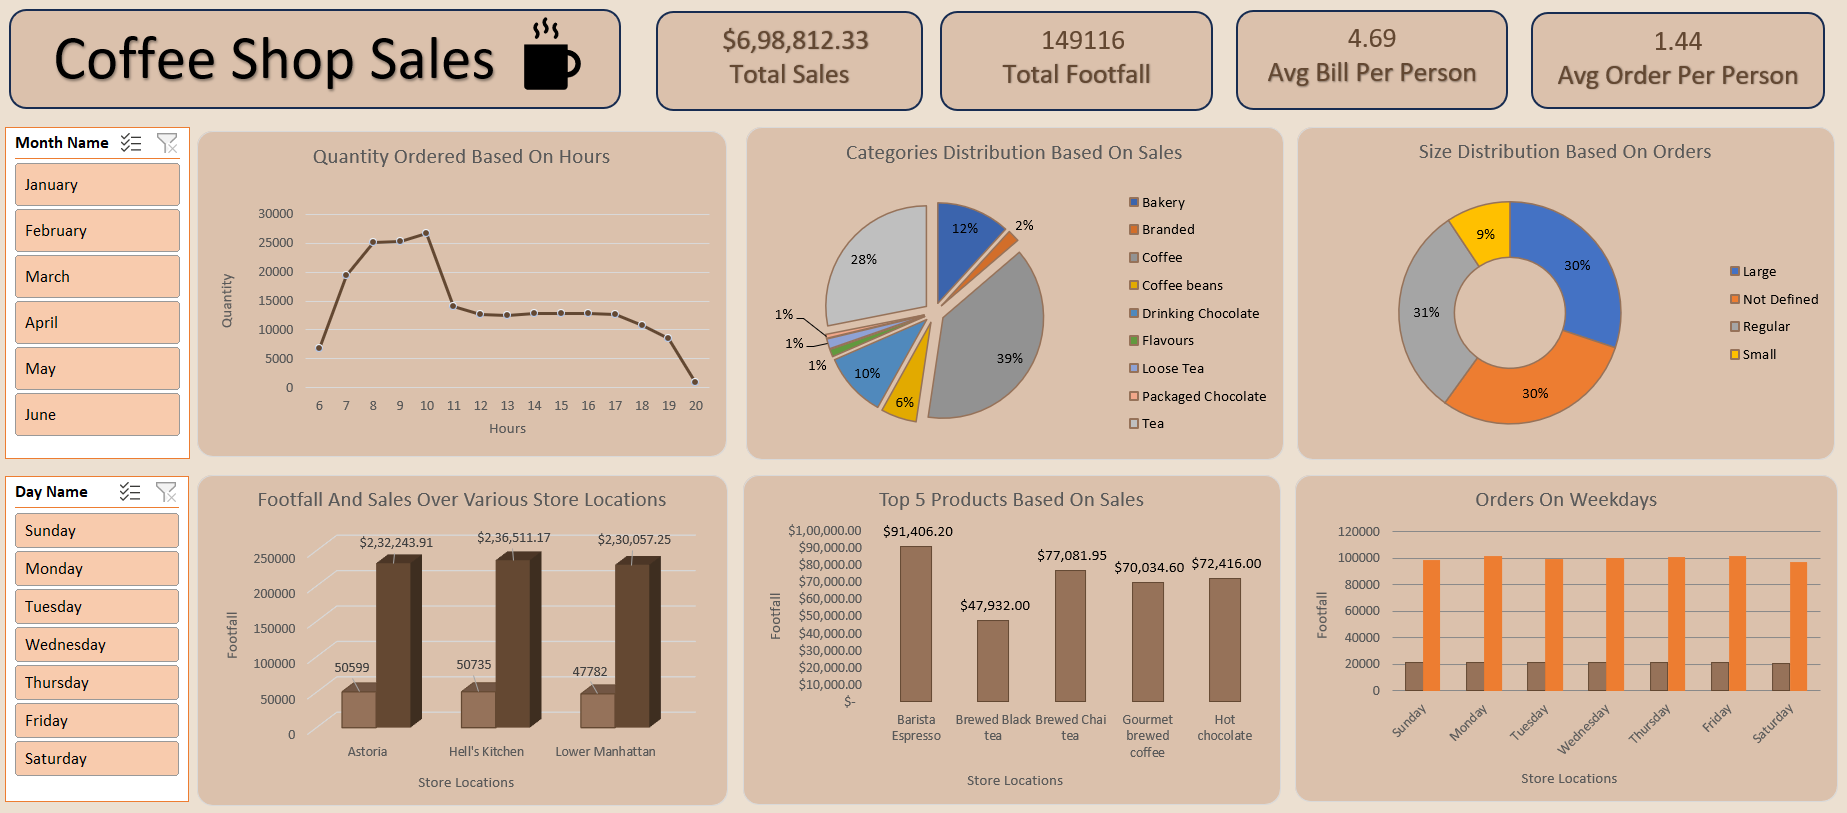 Coffee Shop Sales
$6,98,812.33
Total Sales
149116
Total Footfall
4.69
Avg Bill Per Person
1.44
Avg Order Per Person
Month Name
January
February
March
April
May
June
Quantity Ordered Based On Hours
30000
25000
20000
15000
10000
5000
0
Quantity
6 7 8 9 10 11 12 13 14 15 16 17 18 19 20
Hours
Categories Distribution Based On Sales
12%
2%
39%
6%
10%
1%
1%
1%
28%
Bakery
Branded
Coffee
Coffee beans
Drinking Chocolate
Flavours
Loose Tea
Packaged Chocolate
Tea
Size Distribution Based On Orders
30%
30%
31%
9%
Large
Not Defined
Regular
Small
Day Name
Sunday
Monday
Tuesday
Wednesday
Thursday
Friday
Saturday
Footfall And Sales Over Various Store Locations
250000
200000
150000
100000
50000
0
Footfall
$2,32,243.91
$2,36,511.17
$2,30,057.25
50599
50735
47782
Astoria
Hell's Kitchen
Lower Manhattan
Store Locations
Top 5 Products Based On Sales
$1,00,000.00
$90,000.00
$80,000.00
$70,000.00
$60,000.00
$50,000.00
$40,000.00
$30,000.00
$20,000.00
$10,000.00
$-
Footfall
$91,406.20
$47,932.00
$77,081.95
$70,034.60
$72,416.00
Barista
Espresso
Brewed Black
tea
Brewed Chai
tea
Gourmet
brewed
coffee
Hot
chocolate
Store Locations
Orders On Weekdays
120000
100000
80000
60000
40000
20000
0
Footfall
Sunday
Monday
Tuesday
Wednesday
Thursday
Friday
Saturday
Store Locations